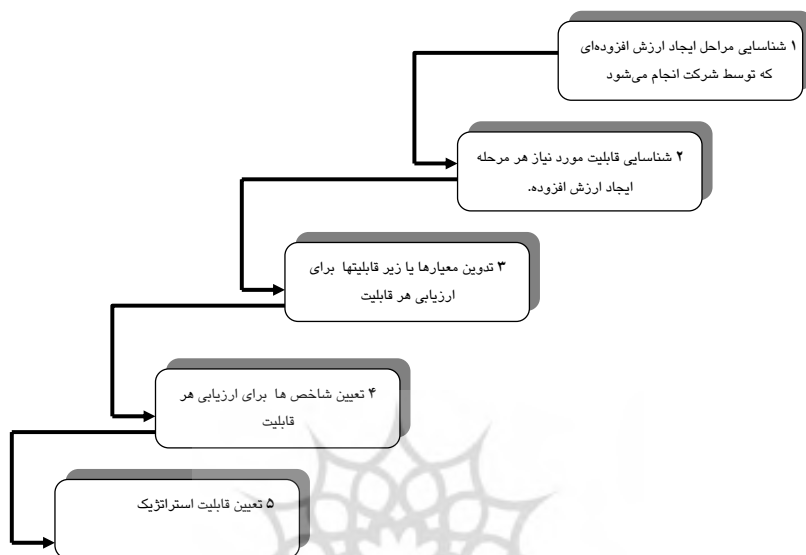 ۱ شناسایی مراحل ایجاد ارزش افزوده‌ای
که توسط شرکت انجام می‌شود
۲ شناسایی قابلیت مورد نیاز هر مرحله
ایجاد ارزش افزوده.
۳ تدوین معیارها یا زیر قابلیتها برای
ارزیابی هر قابلیت
۴ تعیین شاخص ها برای ارزیابی هر
قابلیت
۵ تعیین قابلیت استراتژیک